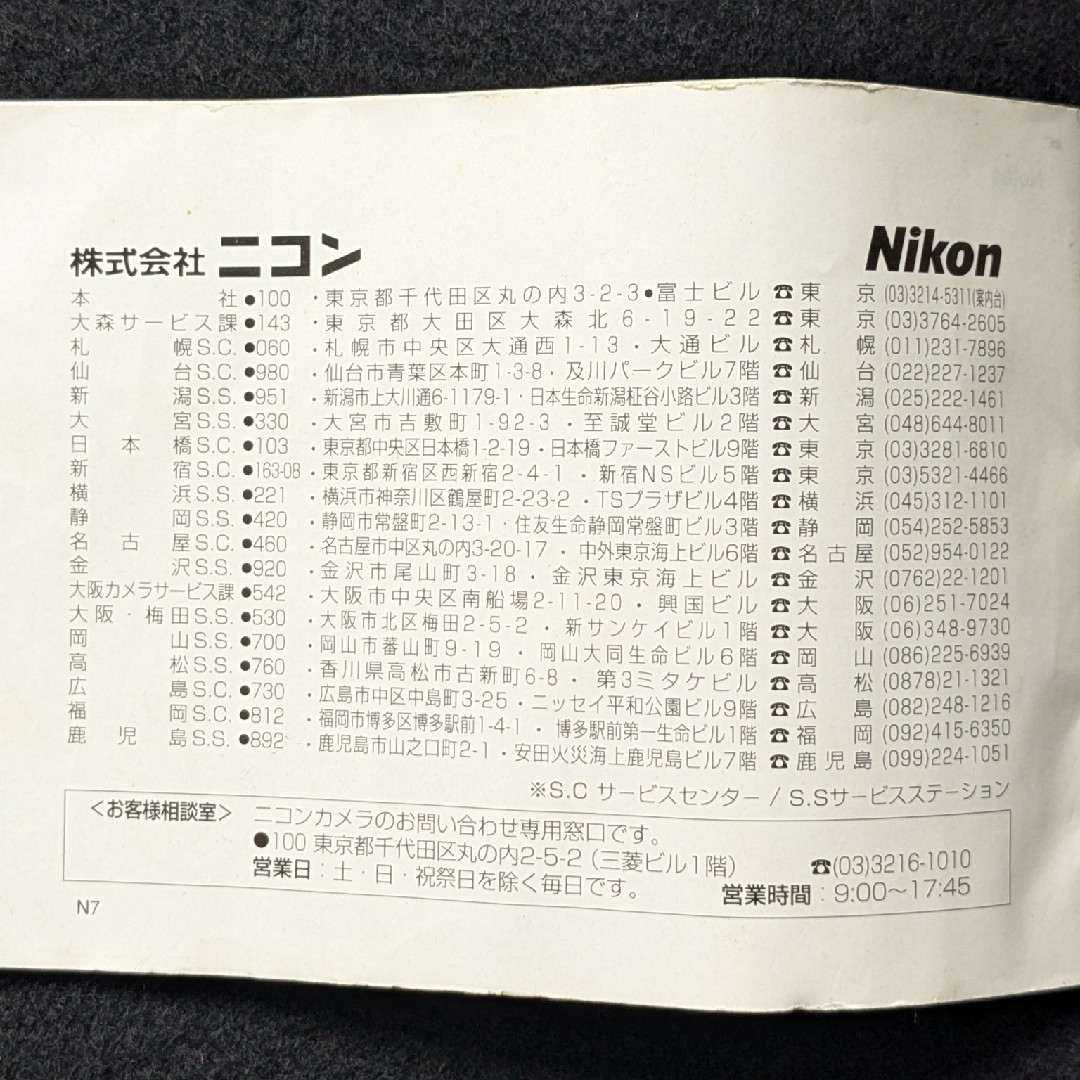 株式会社 ニコン Nikon
本社●100・東京都千代田区丸の内3-2-3●富士ビル ☎東京(03)3214-5311(案内台)
大森サービス課●143・東京都大田区大森北6-19-22 ☎東京(03)3764-2605
札幌S.C.●060・札幌市中央区大通西1-13・大通ビル ☎札幌(011)231-7896
仙台S.C.●980・仙台市青葉区本町1-3-8・及川パークビル7階 ☎仙台(022)227-1237
新潟S.S.●951・新潟市上大川通6-1179-1・日本生命新潟柾谷小路ビル3階 ☎新潟(025)222-1461
大宮S.S.●330・大宮市吉敷町1-92-3・至誠堂ビル2階 ☎大宮(048)644-8011
日本橋S.C.●103・東京都中央区日本橋1-2-19・日本橋ファーストビル9階 ☎東京(03)3281-6810
新宿S.C.●163-08・東京都新宿区西新宿2-4-1・新宿NSビル5階 ☎東京(03)5321-4466
横浜S.S.●221・横浜市神奈川区鶴屋町2-23-2・TSプラザビル4階 ☎横浜(045)312-1101
静岡S.S.●420・静岡市常盤町2-13-1・住友生命静岡常盤町ビル3階 ☎静岡(054)252-5853
名古屋S.C.●460・名古屋市中区丸の内3-20-17・中外東京海上ビル6階 ☎名古屋(052)954-0122
金沢S.S.●920・金沢市尾山町3-18・金沢東京海上ビル ☎金沢(0762)22-1201
大阪カメラサービス課●542・大阪市中央区南船場2-11-20・興国ビル ☎大阪(06)251-7024
大阪・梅田S.S.●530・大阪市北区梅田2-5-2・新サンケイビル1階 ☎大阪(06)348-9730
岡山S.S.●700・岡山市蕃山町9-19・岡山大同生命ビル6階 ☎岡山(086)225-6939
高松S.S.●760・香川県高松市古新町6-8・第3ミタケビル ☎高松(0878)21-1321
広島S.C.●730・広島市中区中島町3-25・ニッセイ平和公園ビル9階 ☎広島(082)248-1216
福岡S.C.●812・福岡市博多区博多駅前1-4-1・博多駅前第一生命ビル1階 ☎福岡(092)415-6350
鹿児島S.S.●892・鹿児島市山之口町2-1・安田火災海上鹿児島ビル7階 ☎鹿児島(099)224-1051
※S.C サービスセンター / S.Sサービスステーション
＜お客様相談室＞ ニコンカメラのお問い合わせ専用窓口です。
●100 東京都千代田区丸の内2-5-2（三菱ビル1階） ☎(03)3216-1010
営業日：土・日・祝祭日を除く毎日です。 営業時間：9:00～17:45
N7